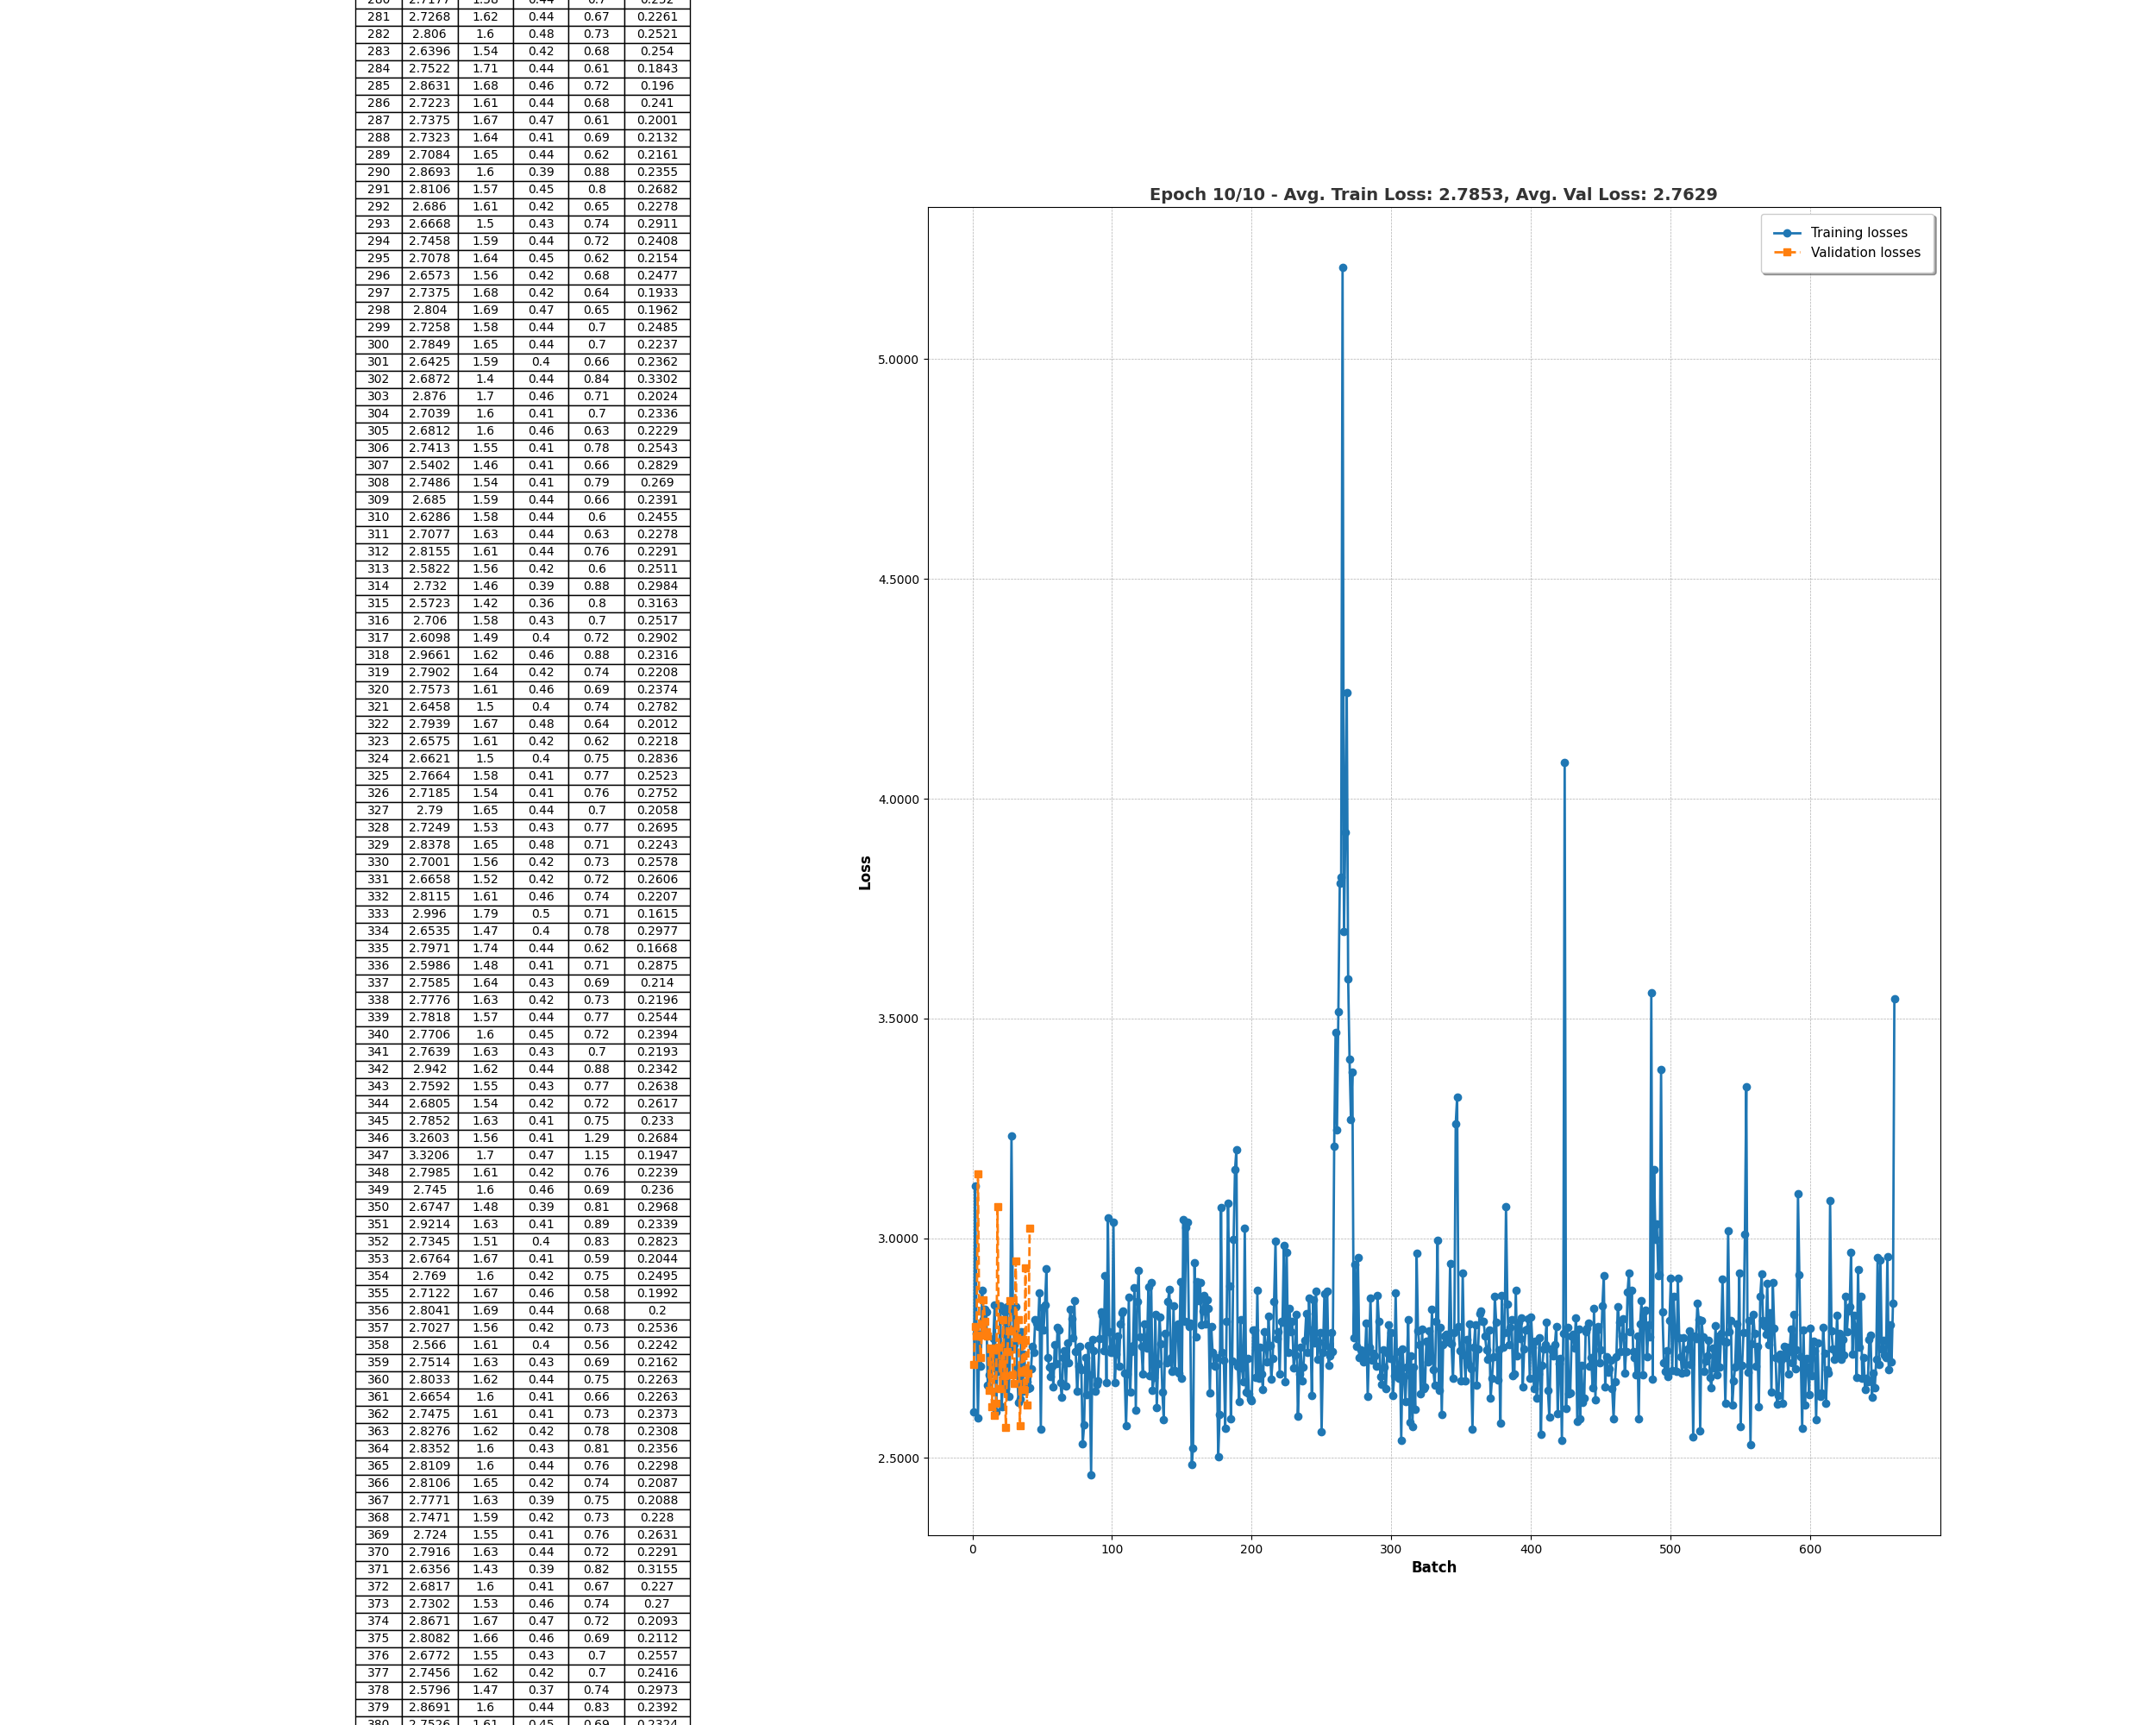 281 2.7268 1.62 0.44 0.67 0.2261
282 2.806 1.6 0.48 0.73 0.2521
283 2.6396 1.54 0.42 0.68 0.254
284 2.7522 1.71 0.44 0.61 0.1843
285 2.8631 1.68 0.46 0.72 0.196
286 2.7223 1.61 0.44 0.68 0.241
287 2.7375 1.67 0.47 0.61 0.2001
288 2.7323 1.64 0.41 0.69 0.2132
289 2.7084 1.65 0.44 0.62 0.2161
290 2.8693 1.6 0.39 0.88 0.2355
291 2.8106 1.57 0.45 0.8 0.2682
292 2.686 1.61 0.42 0.65 0.2278
293 2.6668 1.5 0.43 0.74 0.2911
294 2.7458 1.59 0.44 0.72 0.2408
295 2.7078 1.64 0.45 0.62 0.2154
296 2.6573 1.56 0.42 0.68 0.2477
297 2.7375 1.68 0.42 0.64 0.1933
298 2.804 1.69 0.47 0.65 0.1962
299 2.7258 1.58 0.44 0.7 0.2485
300 2.7849 1.65 0.44 0.7 0.2237
301 2.6425 1.59 0.4 0.66 0.2362
302 2.6872 1.4 0.44 0.84 0.3302
303 2.876 1.7 0.46 0.71 0.2024
304 2.7039 1.6 0.41 0.7 0.2336
305 2.6812 1.6 0.46 0.63 0.2229
306 2.7413 1.55 0.41 0.78 0.2543
307 2.5402 1.46 0.41 0.66 0.2829
308 2.7486 1.54 0.41 0.79 0.269
309 2.685 1.59 0.44 0.66 0.2391
310 2.6286 1.58 0.44 0.6 0.2455
311 2.7077 1.63 0.44 0.63 0.2278
312 2.8155 1.61 0.44 0.76 0.2291
313 2.5822 1.56 0.42 0.6 0.2511
314 2.732 1.46 0.39 0.88 0.2984
315 2.5723 1.42 0.36 0.8 0.3163
316 2.706 1.58 0.43 0.7 0.2517
317 2.6098 1.49 0.4 0.72 0.2902
318 2.9661 1.62 0.46 0.88 0.2316
319 2.7902 1.64 0.42 0.74 0.2208
320 2.7573 1.61 0.46 0.69 0.2374
321 2.6458 1.5 0.4 0.74 0.2782
322 2.7939 1.67 0.48 0.64 0.2012
323 2.6575 1.61 0.42 0.62 0.2218
324 2.6621 1.5 0.4 0.75 0.2836
325 2.7664 1.58 0.41 0.77 0.2523
326 2.7185 1.54 0.41 0.76 0.2752
327 2.79 1.65 0.44 0.7 0.2058
328 2.7249 1.53 0.43 0.77 0.2695
329 2.8378 1.65 0.48 0.71 0.2243
330 2.7001 1.56 0.42 0.73 0.2578
331 2.6658 1.52 0.42 0.72 0.2606
332 2.8115 1.61 0.46 0.74 0.2207
333 2.996 1.79 0.5 0.71 0.1615
334 2.6535 1.47 0.4 0.78 0.2977
335 2.7971 1.74 0.44 0.62 0.1668
336 2.5986 1.48 0.41 0.71 0.2875
337 2.7585 1.64 0.43 0.69 0.214
338 2.7776 1.63 0.42 0.73 0.2196
339 2.7818 1.57 0.44 0.77 0.2544
340 2.7706 1.6 0.45 0.72 0.2394
341 2.7639 1.63 0.43 0.7 0.2193
342 2.942 1.62 0.44 0.88 0.2342
343 2.7592 1.55 0.43 0.77 0.2638
344 2.6805 1.54 0.42 0.72 0.2617
345 2.7852 1.63 0.41 0.75 0.233
346 3.2603 1.56 0.41 1.29 0.2684
347 3.3206 1.7 0.47 1.15 0.1947
348 2.7985 1.61 0.42 0.76 0.2239
349 2.745 1.6 0.46 0.69 0.236
350 2.6747 1.48 0.39 0.81 0.2968
351 2.9214 1.63 0.41 0.89 0.2339
352 2.7345 1.51 0.4 0.83 0.2823
353 2.6764 1.67 0.41 0.59 0.2044
354 2.769 1.6 0.42 0.75 0.2495
355 2.7122 1.67 0.46 0.58 0.1992
356 2.8041 1.69 0.44 0.68 0.2
357 2.7027 1.56 0.42 0.73 0.2536
358 2.566 1.61 0.4 0.56 0.2242
359 2.7514 1.63 0.43 0.69 0.2162
360 2.8033 1.62 0.44 0.75 0.2263
361 2.6654 1.6 0.41 0.66 0.2263
362 2.7475 1.61 0.41 0.73 0.2373
363 2.8276 1.62 0.42 0.78 0.2308
364 2.8352 1.6 0.43 0.81 0.2356
365 2.8109 1.6 0.44 0.76 0.2298
366 2.8106 1.65 0.42 0.74 0.2087
367 2.7771 1.63 0.39 0.75 0.2088
368 2.7471 1.59 0.42 0.73 0.228
369 2.724 1.55 0.41 0.76 0.2631
370 2.7916 1.63 0.44 0.72 0.2291
371 2.6356 1.43 0.39 0.82 0.3155
372 2.6817 1.6 0.41 0.67 0.227
373 2.7302 1.53 0.46 0.74 0.27
374 2.8671 1.67 0.47 0.72 0.2093
375 2.8082 1.66 0.46 0.69 0.2112
376 2.6772 1.55 0.43 0.7 0.2557
377 2.7456 1.62 0.42 0.7 0.2416
378 2.5796 1.47 0.37 0.74 0.2973
379 2.8691 1.6 0.44 0.83 0.2392
380 2.7526 1.61 0.45 0.69 0.2324
Epoch 10/10 - Avg. Train Loss: 2.7853, Avg. Val Loss: 2.7629
Training losses
Validation losses
5.0000
4.5000
4.0000
3.5000
3.0000
2.5000
Loss
0 100 200 300 400 500 600
Batch